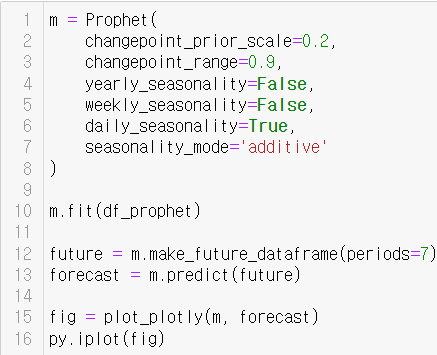 1 m = Prophet(
2     changepoint_prior_scale=0.2,
3     changepoint_range=0.9,
4     yearly_seasonality=False,
5     weekly_seasonality=False,
6     daily_seasonality=True,
7     seasonality_mode='additive'
8 )
9
10 m.fit(df_prophet)
11
12 future = m.make_future_dataframe(periods=7)
13 forecast = m.predict(future)
14
15 fig = plot_plotly(m, forecast)
16 py.iplot(fig)